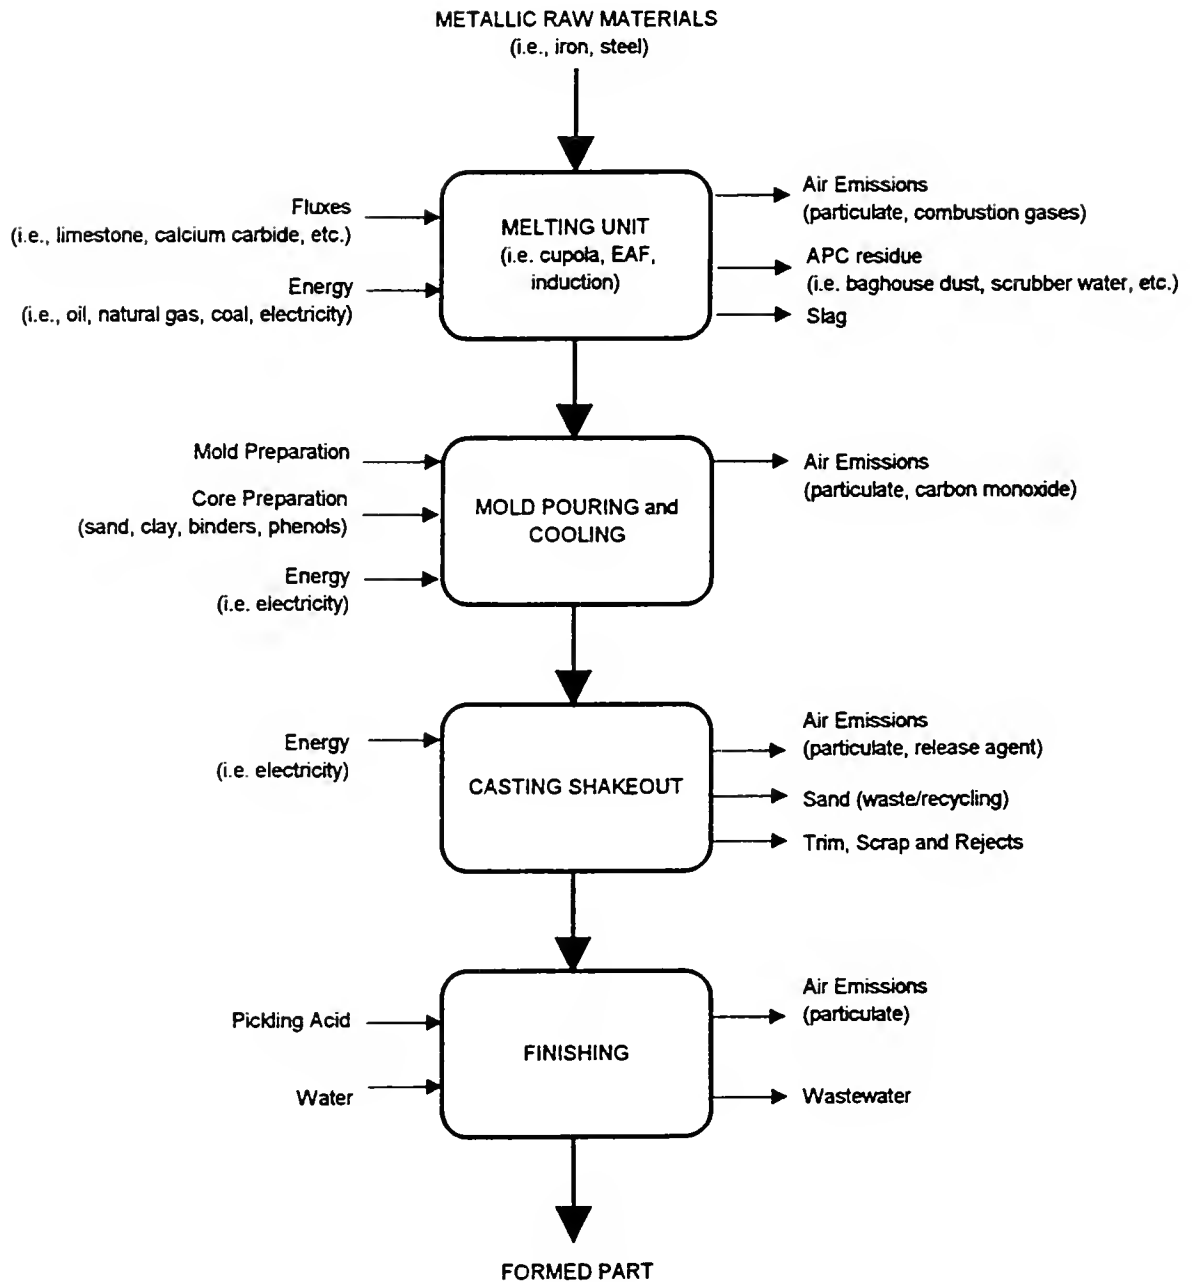 METALLIC RAW MATERIALS
(i.e., iron, steel)
Fluxes
(i.e., limestone, calcium carbide, etc.)
Energy
(i.e., oil, natural gas, coal, electricity)
MELTING UNIT
(i.e. cupola, EAF,
induction)
Air Emissions
(particulate, combustion gases)
APC residue
(i.e. baghouse dust, scrubber water, etc.)
Slag
Mold Preparation
Core Preparation
(sand, clay, binders, phenols)
Energy
(i.e. electricity)
MOLD POURING and
COOLING
Air Emissions
(particulate, carbon monoxide)
Energy
(i.e. electricity)
CASTING SHAKEOUT
Air Emissions
(particulate, release agent)
Sand (waste/recycling)
Trim, Scrap and Rejects
Pickling Acid
Water
FINISHING
Air Emissions
(particulate)
Wastewater
FORMED PART